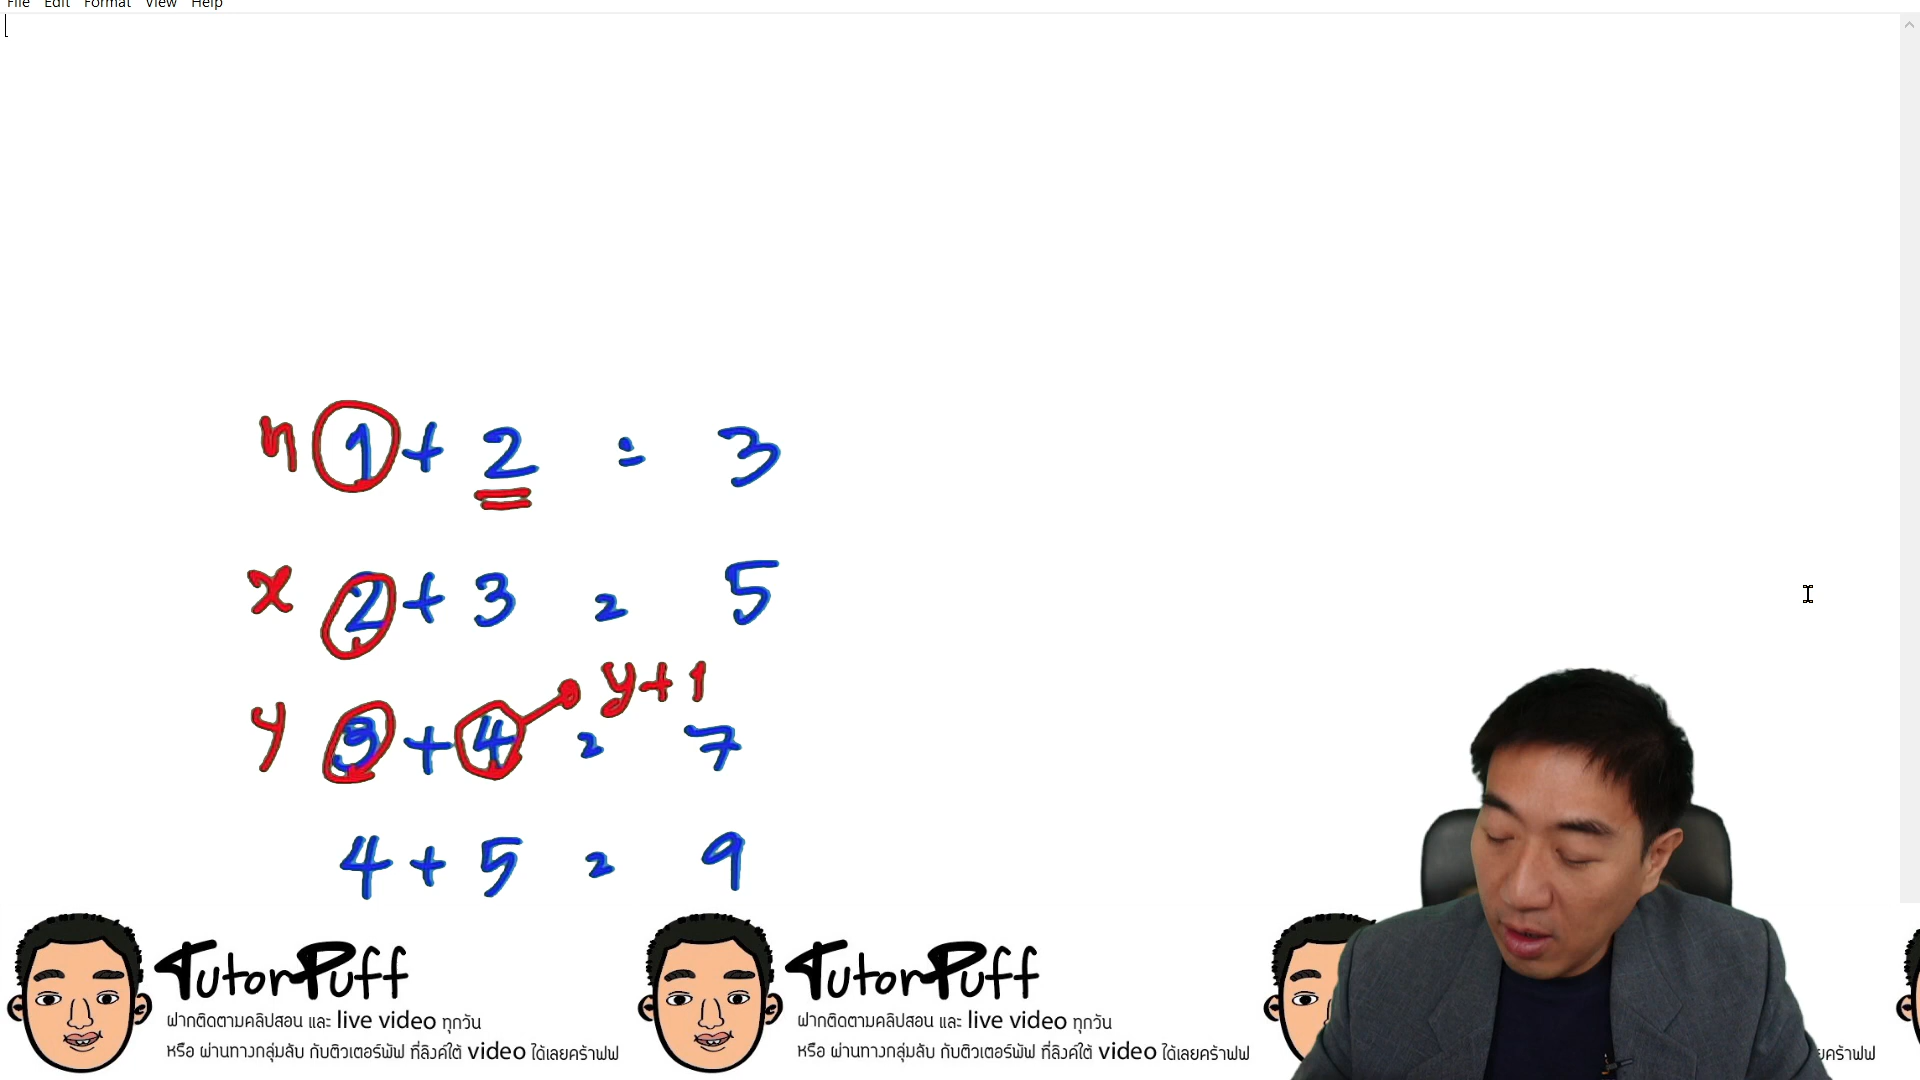 File Edit Format View Help
n 1 + 2 = 3
x 2 + 3 = 5
y + 1
y 3 + 4 = 7
4 + 5 = 9
TutorPuff
ฝากติดตามคลิปสอน และ live video ทุกวัน
หรือ ผ่านทางกลุ่มลับ กับติวเตอร์พัฟ ที่ลิงค์ใต้ video ได้เลยคร้าฟฟ
TutorPuff
ฝากติดตามคลิปสอน และ live video ทุกวัน
หรือ ผ่านทางกลุ่มลับ กับติวเตอร์พัฟ ที่ลิงค์ใต้ video ได้เลยคร้าฟฟ